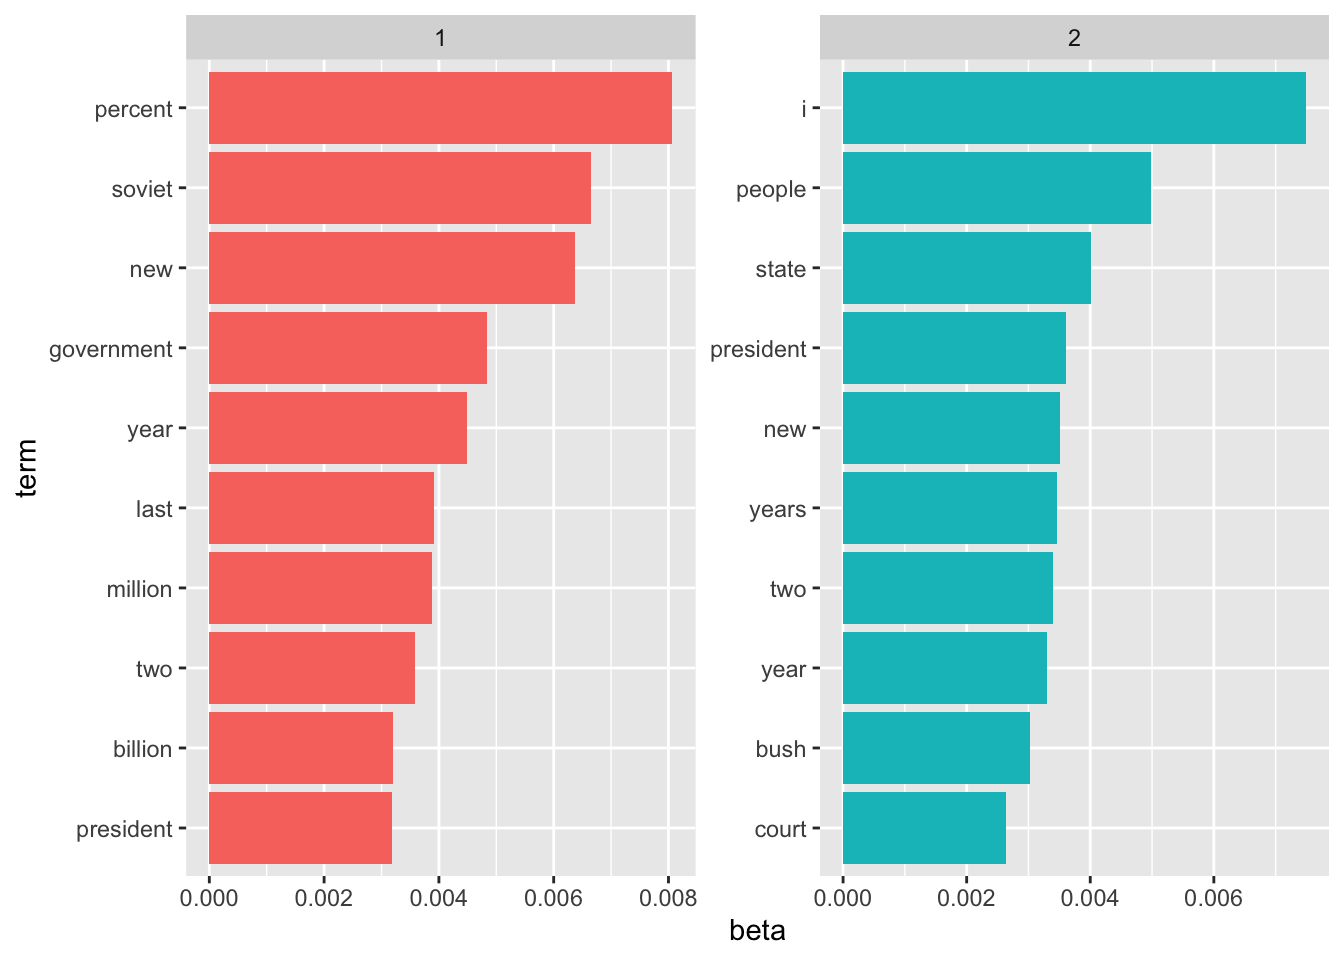 1
2
term
percent
soviet
new
government
year
last
million
two
billion
president
i
people
state
president
new
years
two
year
bush
court
0.000 0.002 0.004 0.006 0.008
0.000 0.002 0.004 0.006
beta